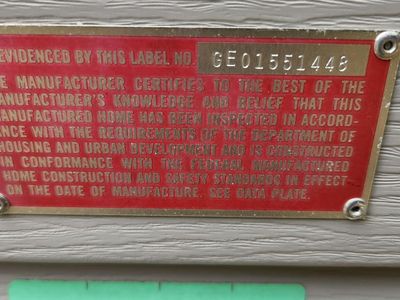 EVIDENCED BY THIS LABEL NO. GE01551448
E MANUFACTURER CERTIFIES TO THE BEST OF THE
ANUFACTURER'S KNOWLEDGE AND BELIEF THAT THIS
ANUFACTURED HOME HAS BEEN INSPECTED IN ACCORD-
ANCE WITH THE REQUIREMENTS OF THE DEPARTMENT OF
HOUSING AND URBAN DEVELOPMENT AND IS CONSTRUCTED
IN CONFORMANCE WITH THE FEDERAL MANUFACTURED
HOME CONSTRUCTION AND SAFETY STANDARDS IN EFFECT
ON THE DATE OF MANUFACTURE. SEE DATA PLATE.